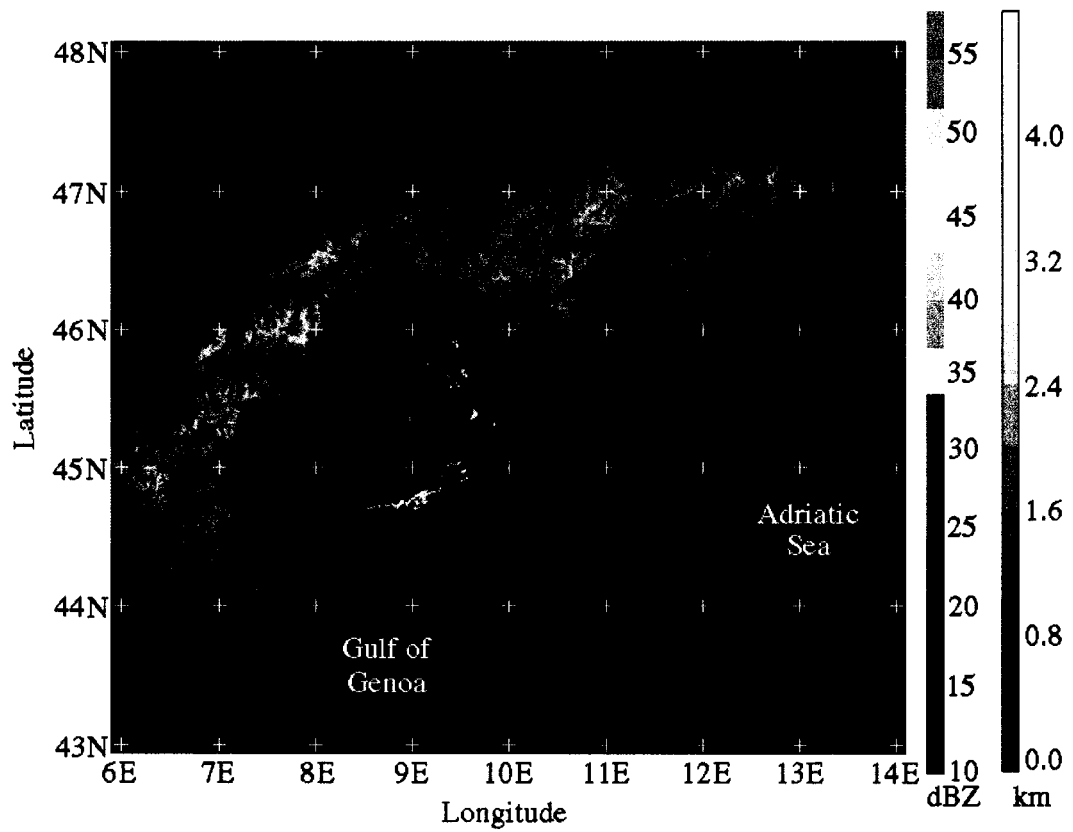 48N
47N
46N
45N
44N
43N
Latitude
6E 7E 8E 9E 10E 11E 12E 13E 14E
Longitude
Adriatic
Sea
Gulf of
Genoa
55
50
45
40
35
30
25
20
15
10
dBZ
4.0
3.2
2.4
1.6
0.8
0.0
km